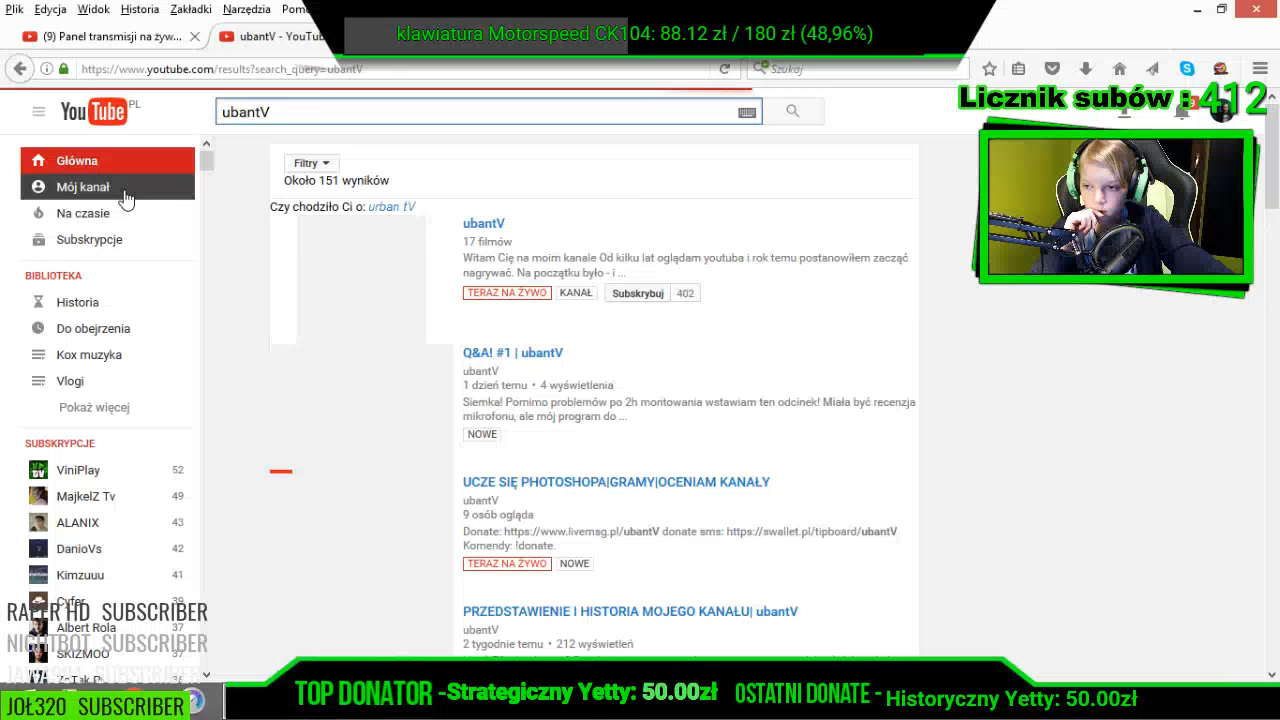 Plik Edycja Widok Historia Zakładki Narzędzia
klawiatura Motorspeed CK104: 88.12 zł / 180 zł (48,96%)
(9) Panel transmisji na żyw...
ubantV - YouTu
https://www.youtube.com/results?search_query=ubantV
Szukaj
YouTube PL
ubantV
Licznik subów : 412
Główna
Mój kanał
Na czasie
Subskrypcje
BIBLIOTEKA
Historia
Do obejrzenia
Kox muzyka
Vlogi
Pokaż więcej
SUBSKRYPCJE
ViniPlay 52
MajkelZ Tv 49
ALANIX 43
DanioVs 42
Kimzuuu 41
Cyfer 39
Albert Rola 37
SKIZMOO 37
Filtry
Około 151 wyników
Czy chodziło Ci o: urban tV
ubantV
17 filmów
Witam Cię na moim kanale Od kilku lat oglądam youtuba i rok temu postanowiłem zacząć
nagrywać. Na początku było - i ...
TERAZ NA ŻYWO KANAŁ Subskrybuj 402
Q&A! #1 | ubantV
ubantV
1 dzień temu • 4 wyświetlenia
Siemka! Pomimo problemów po 2h montowania wstawiam ten odcinek! Miała być recenzja
mikrofonu, ale mój program do ...
NOWE
UCZE SIĘ PHOTOSHOPA|GRAMY|OCENIAM KANAŁY
ubantV
9 osób ogląda
Donate: https://www.livemsg.pl/ubantV donate sms: https://swallet.pl/tipboard/ubantV
Komendy: !donate.
TERAZ NA ŻYWO NOWE
PRZEDSTAWIENIE I HISTORIA MOJEGO KANAŁU| ubantV
ubantV
2 tygodnie temu • 212 wyświetleń
SUBSCRIBER
NIGHTBOT SUBSCRIBER
SUBSCRIBER
JOŁ320 SUBSCRIBER
TOP DONATOR -Strategiczny Yetty: 50.00zł
OSTATNI DONATE - Historyczny Yetty: 50.00zł